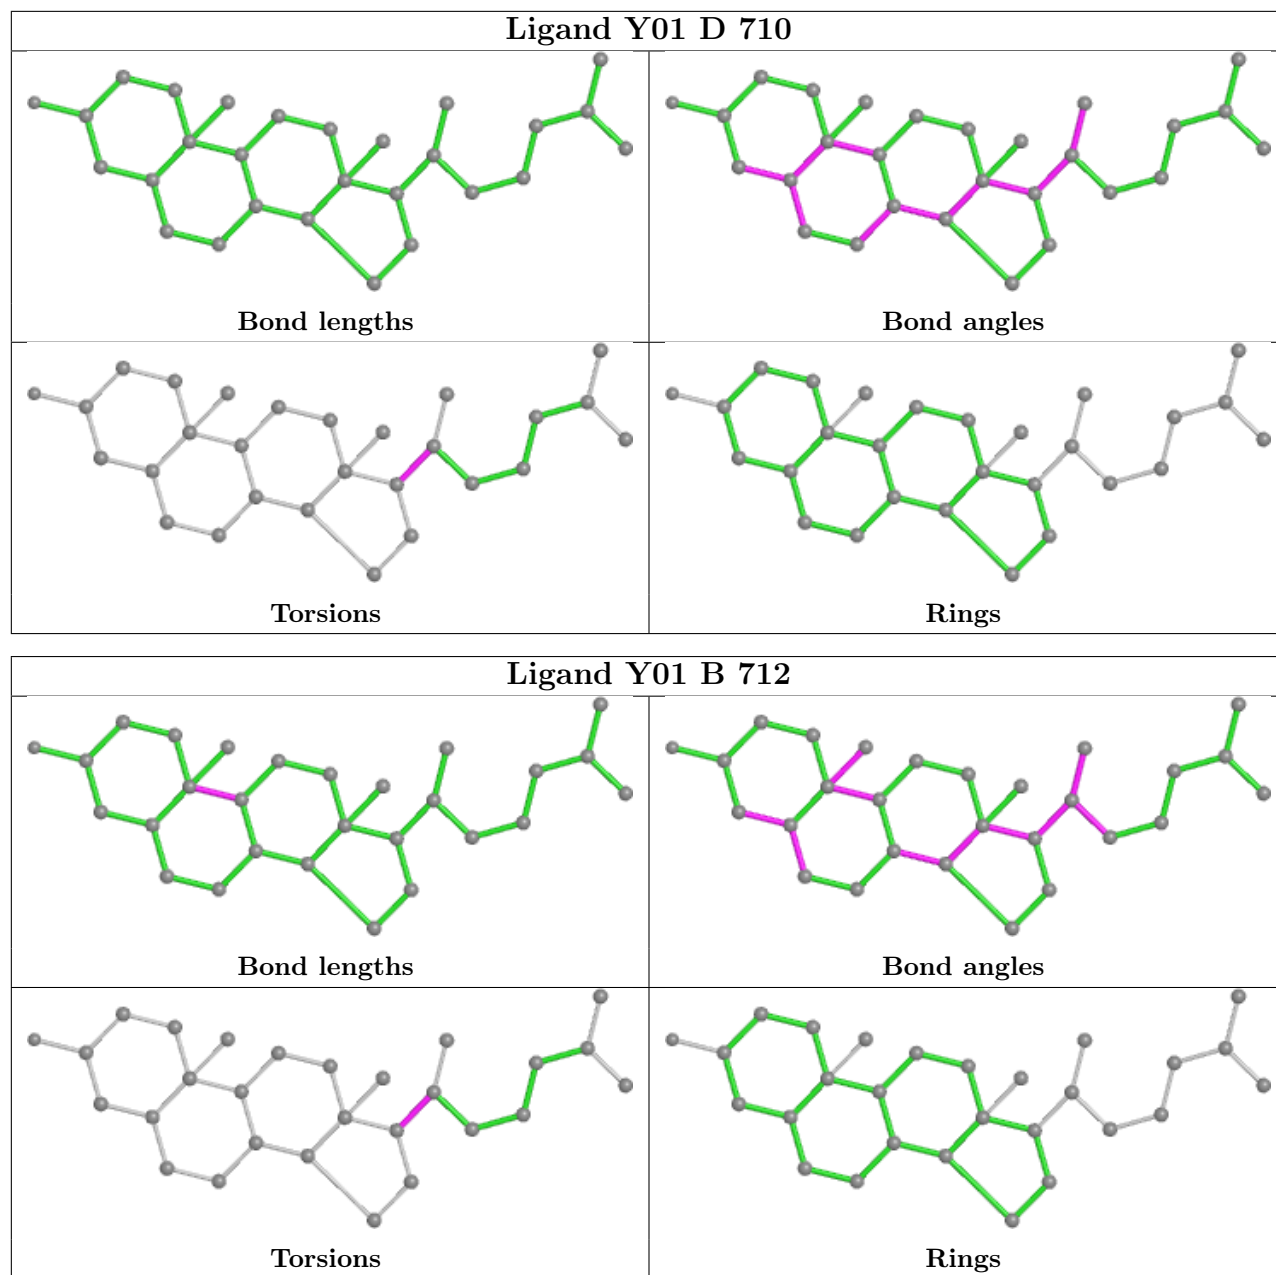 Ligand Y01 D 710
Bond lengths
Bond angles
Torsions
Rings
Ligand Y01 B 712
Bond lengths
Bond angles
Torsions
Rings